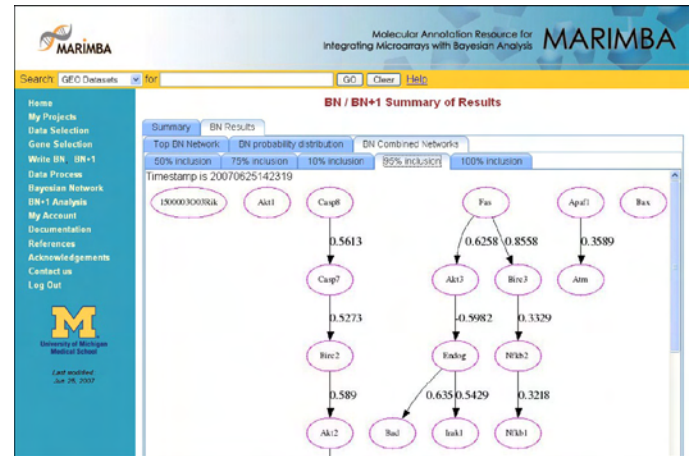 MARIMBA
Molecular Annotation Resource for
Integrating Microarrays with Bayesian Analysis
MARIMBA
Search: GEO Datasets for GO Clear Help
Home
My Projects
Data Selection
Gene Selection
Write BN BN+1
Data Process
Bayesian Network
BN+1 Analysis
My Account
Documentation
References
Acknowledgements
Contact us
Log Out
M
University of Michigan
Medical School
Last modified:
Jun 28, 2007
BN / BN+1 Summary of Results
Summary BN Results
Top BN Network BN probability distribution BN Combined Networks
50% inclusion 75% inclusion 10% inclusion 95% inclusion 100% inclusion
Timestamp is 20070625142319
1500003O03Rik Akt1 Casp8 Fas Apaf1 Bax
0.5613 0.6258 0.8558 0.3589
Casp7 Akt3 Birc3 Atm
0.5273 -0.5982 0.3329
Birc2 Endog Nfkb2
0.589 0.635 0.5429 0.3218
Akt2 Bad Irak1 Nfkb1